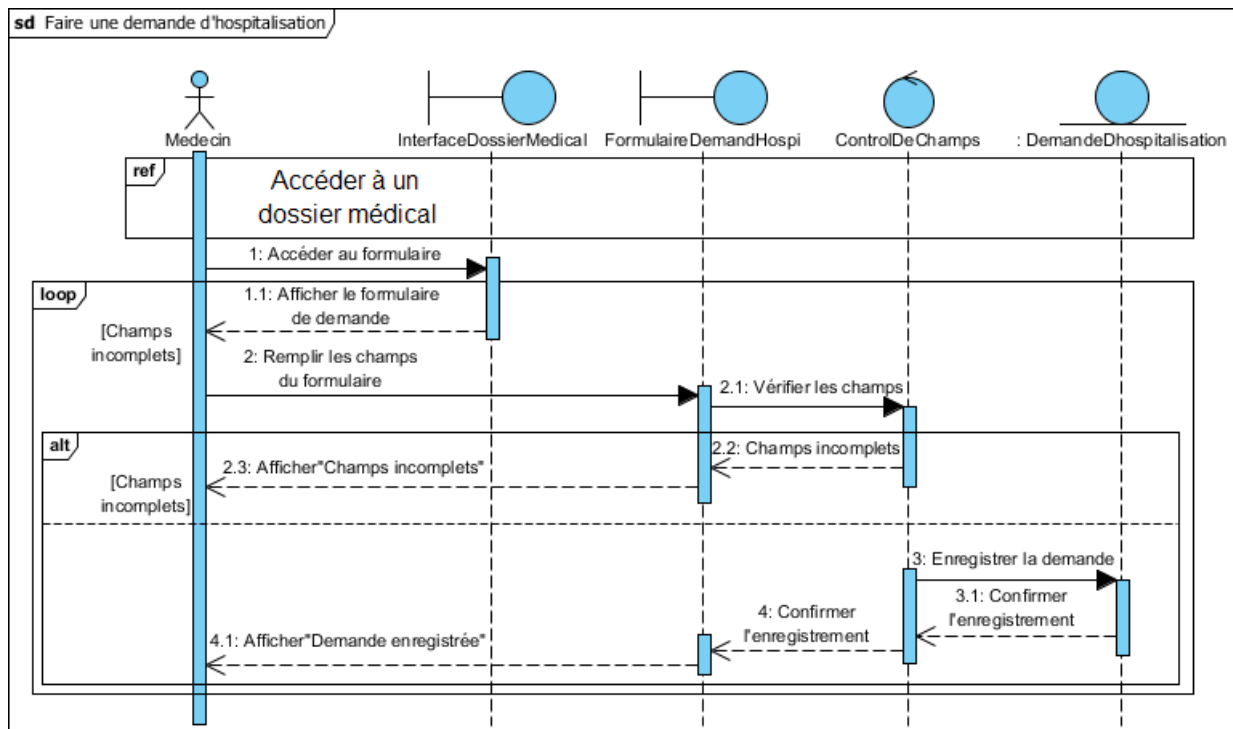 sd Faire une demande d'hospitalisation
Medecin
InterfaceDossierMedical
FormulaireDemandHospi
ControlDeChamps
: DemandeDhospitalisation
ref
Accéder à un
dossier médical
1: Accéder au formulaire
loop
1.1: Afficher le formulaire
de demande
[Champs
incomplets]
2: Remplir les champs
du formulaire
2.1: Vérifier les champs
alt
2.2: Champs incomplets
2.3: Afficher"Champs incomplets"
[Champs
incomplets]
3: Enregistrer la demande
3.1: Confirmer
l'enregistrement
4: Confirmer
l'enregistrement
4.1: Afficher"Demande enregistrée"